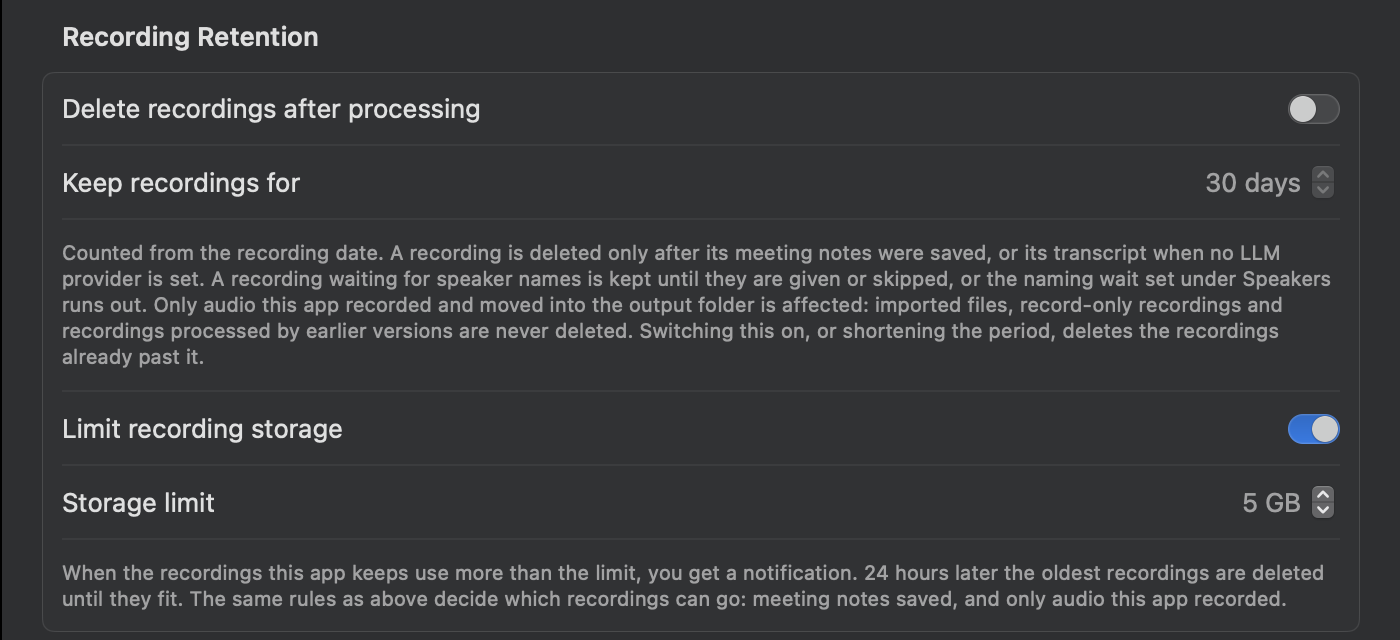 Recording Retention
Delete recordings after processing
Keep recordings for
30 days
Counted from the recording date. A recording is deleted only after its meeting notes were saved, or its transcript when no LLM
provider is set. A recording waiting for speaker names is kept until they are given or skipped, or the naming wait set under Speakers
runs out. Only audio this app recorded and moved into the output folder is affected: imported files, record-only recordings and
recordings processed by earlier versions are never deleted. Switching this on, or shortening the period, deletes the recordings
already past it.
Limit recording storage
Storage limit
5 GB
When the recordings this app keeps use more than the limit, you get a notification. 24 hours later the oldest recordings are deleted
until they fit. The same rules as above decide which recordings can go: meeting notes saved, and only audio this app recorded.